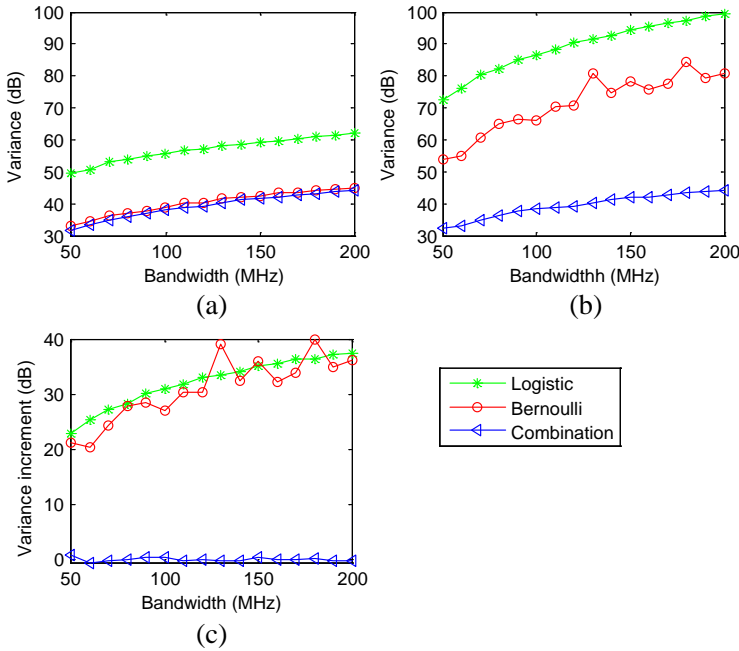 100
90
80
70
60
50
40
30
Variance (dB)
50 100 150 200
Bandwidth (MHz)
(a)
100
90
80
70
60
50
40
30
Variance (dB)
50 100 150 200
Bandwidthh (MHz)
(b)
40
30
20
10
0
Variance increment (dB)
50 100 150 200
Bandwidth (MHz)
(c)
Logistic
Bernoulli
Combination